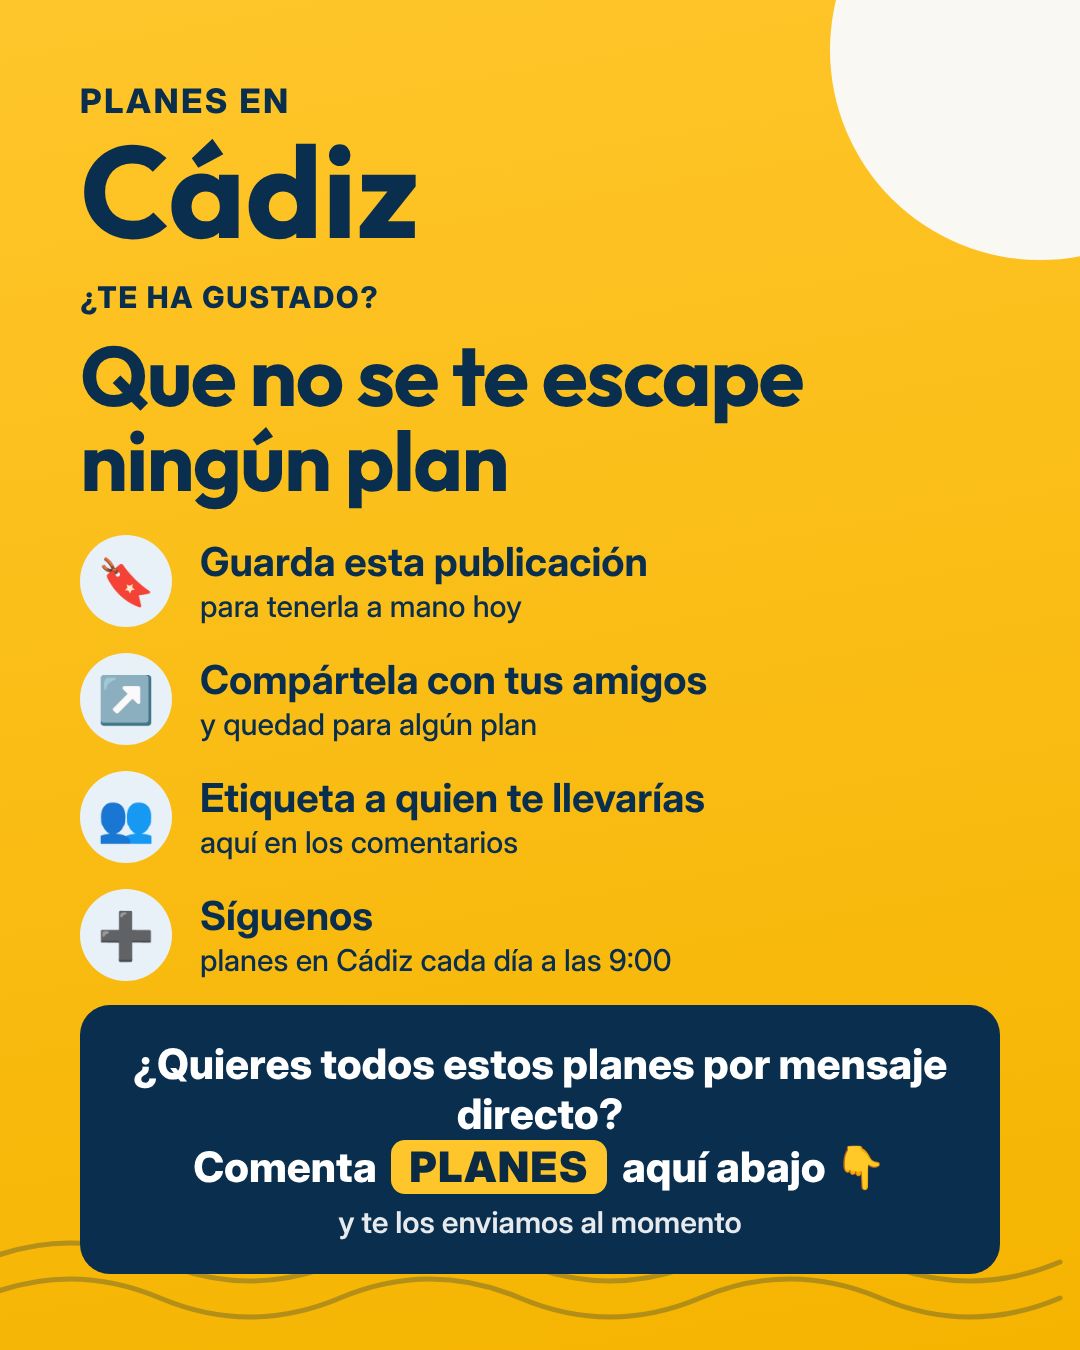 PLANES EN
Cádiz
¿TE HA GUSTADO?
Que no se te escape
ningún plan
Guarda esta publicación
para tenerla a mano hoy
Compártela con tus amigos
y quedad para algún plan
Etiqueta a quien te llevarías
aquí en los comentarios
Síguenos
planes en Cádiz cada día a las 9:00
¿Quieres todos estos planes por mensaje
directo?
Comenta PLANES aquí abajo 👇
y te los enviamos al momento